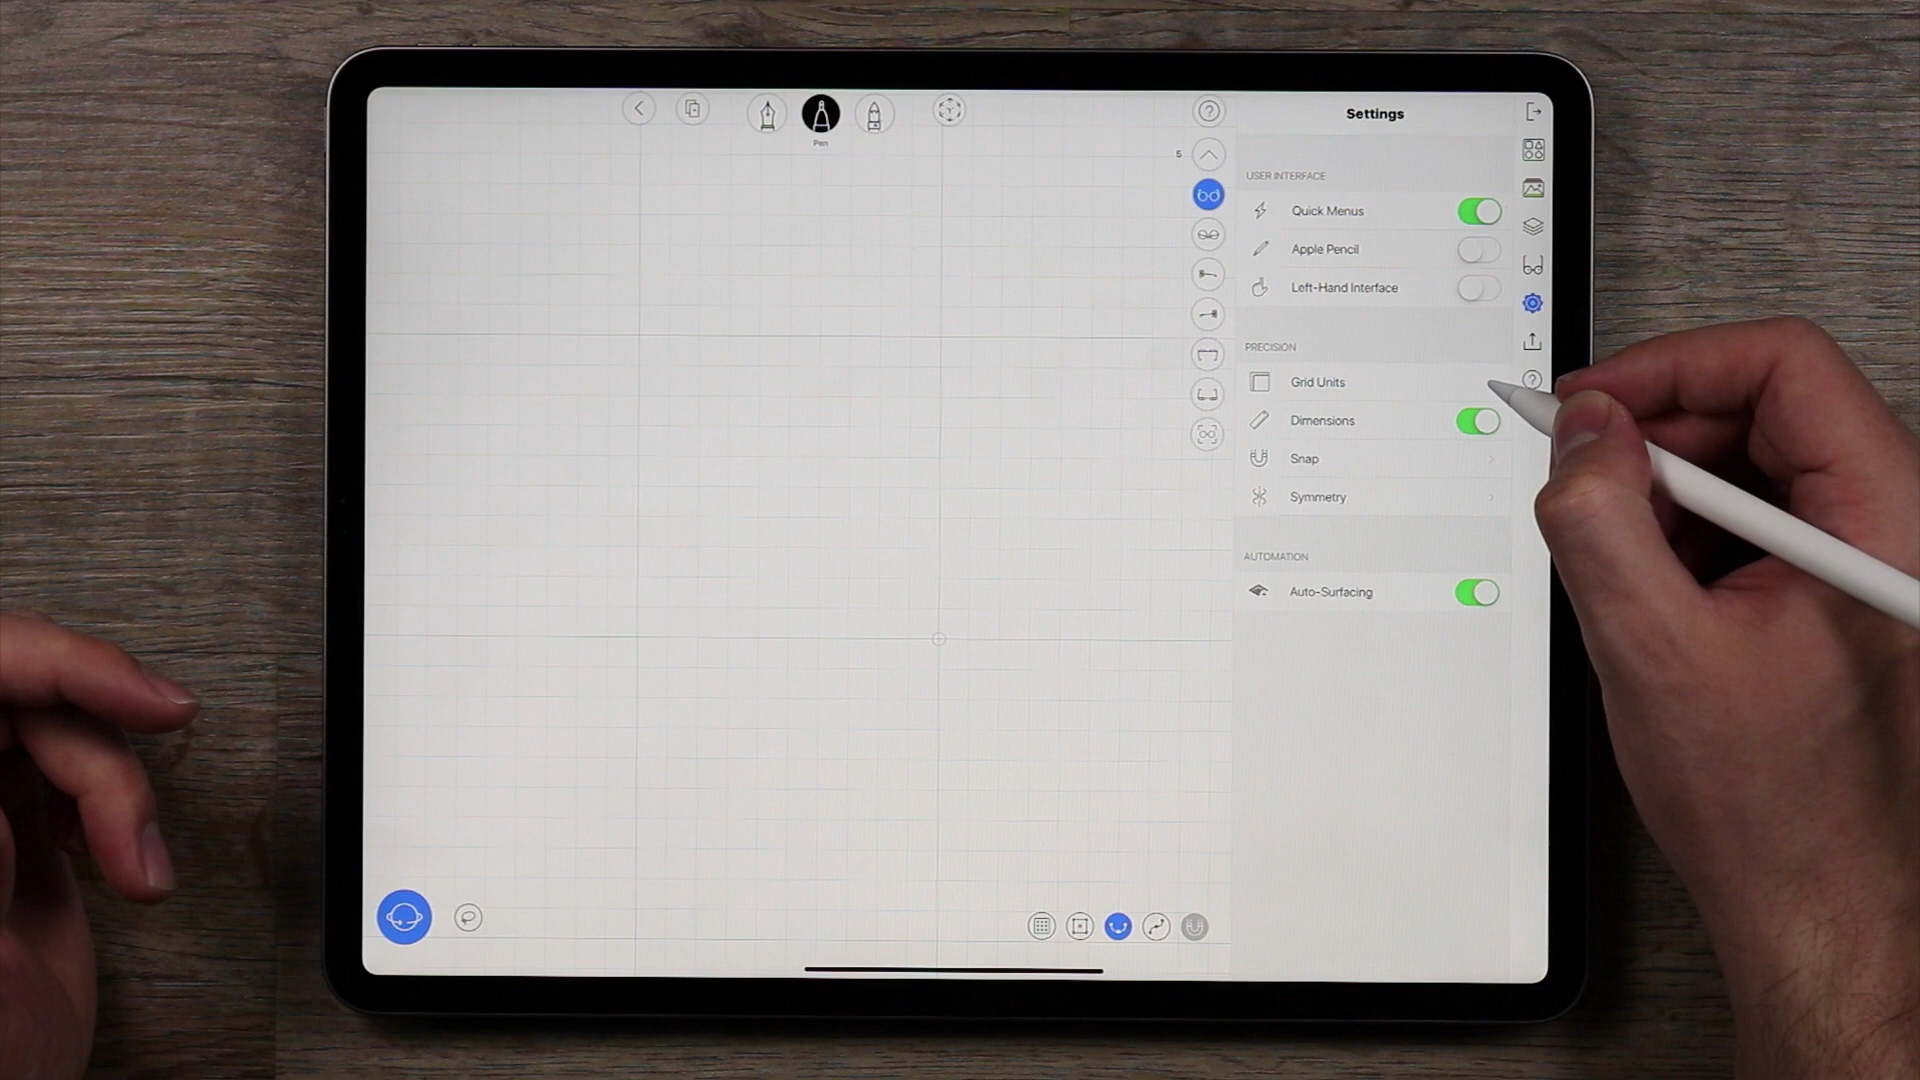 Pen
5
Settings
USER INTERFACE
Quick Menus
Apple Pencil
Left-Hand Interface
PRECISION
Grid Units
Dimensions
Snap
Symmetry
AUTOMATION
Auto-Surfacing